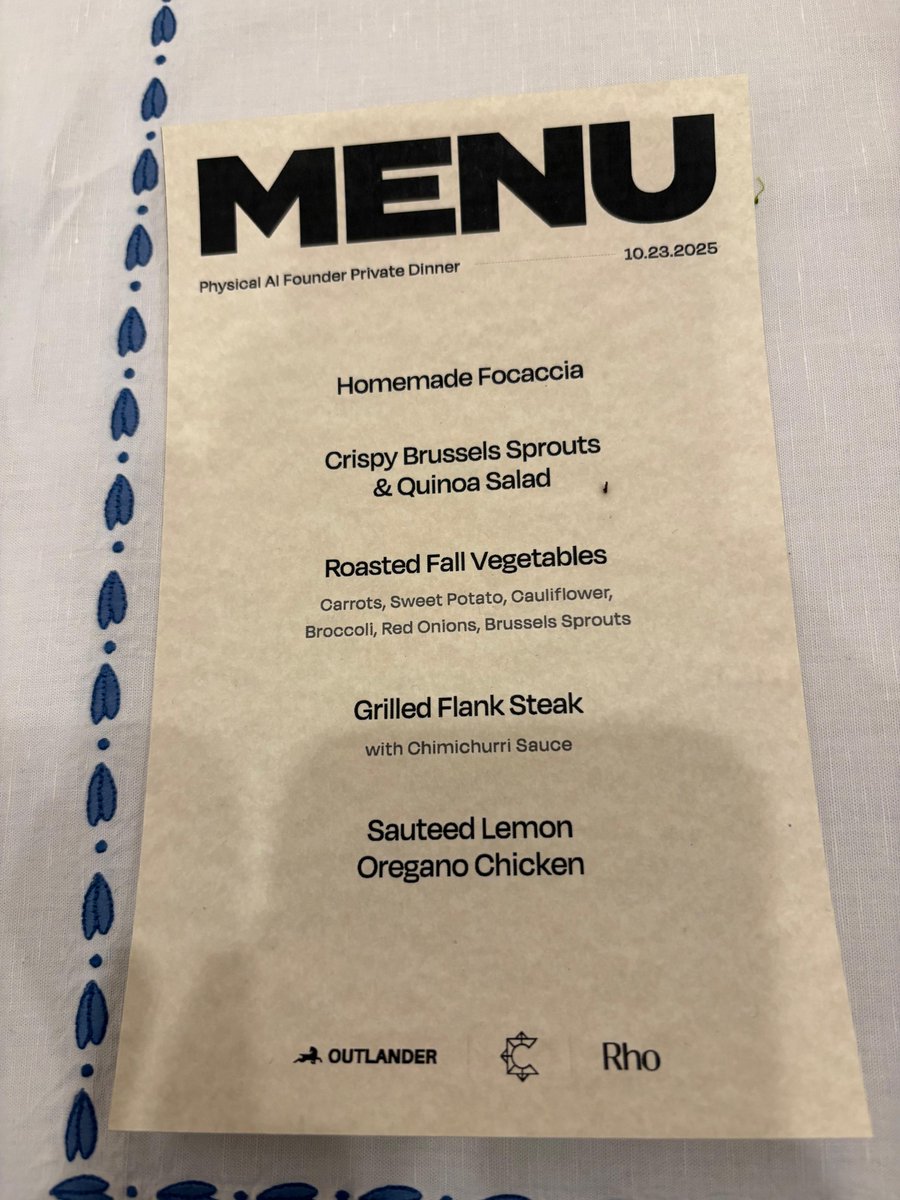 MENU
Physical AI Founder Private Dinner 10.23.2025
Homemade Focaccia
Crispy Brussels Sprouts
& Quinoa Salad
Roasted Fall Vegetables
Carrots, Sweet Potato, Cauliflower,
Broccoli, Red Onions, Brussels Sprouts
Grilled Flank Steak
with Chimichurri Sauce
Sauteed Lemon
Oregano Chicken
OUTLANDER
Rho